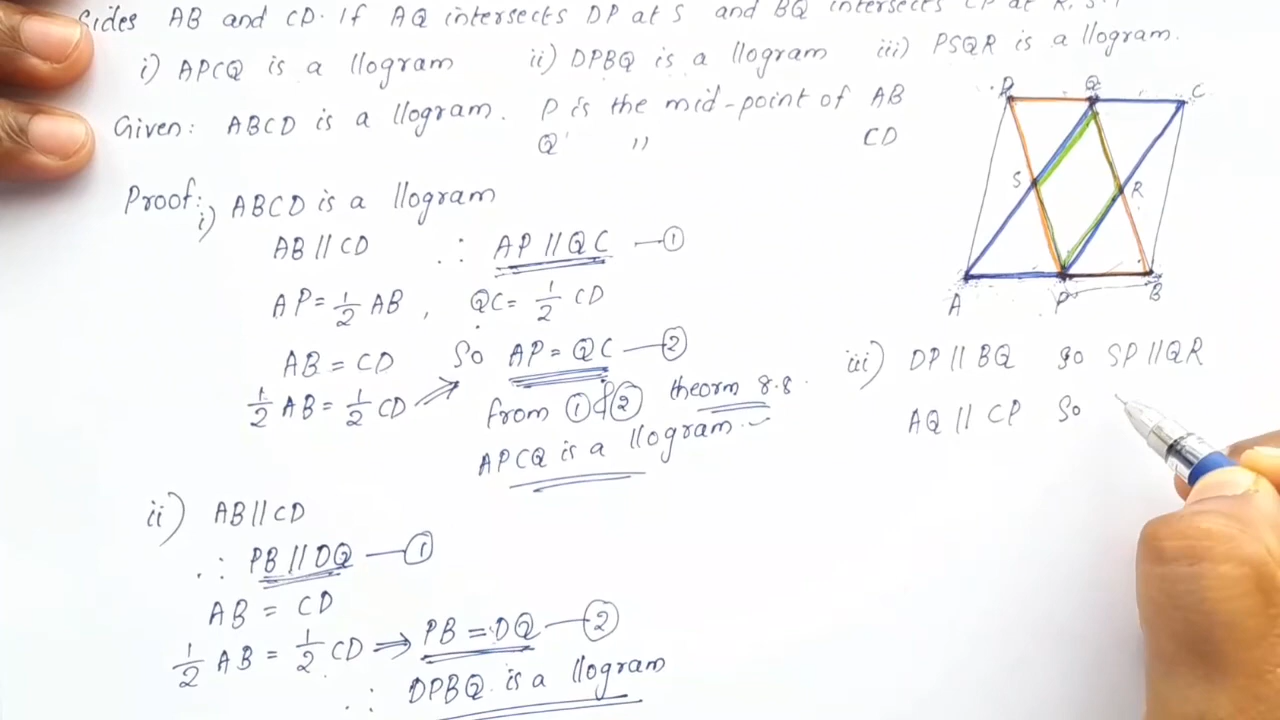 Sides AB and CD. If AQ intersects DP at S and BQ intersects CP at R, S.T
i) APCQ is a llogram ii) DPBQ is a llogram iii) PSQR is a llogram.
Given: ABCD is a llogram. P is the mid-point of AB
Q " CD
Proof: i) ABCD is a llogram
AB // CD ∴ AP // QC — ①
AP = 1/2 AB , QC = 1/2 CD
AB = CD So AP = QC — ②
1/2 AB = 1/2 CD ⇒
from ① & ② theorm 8.8.
APCQ is a llogram.
ii) AB // CD
∴ PB // DQ — ①
AB = CD
1/2 AB = 1/2 CD ⇒ PB = DQ — ②
∴ DPBQ is a llogram
D Q C
S R
A P B
iii) DP // BQ So SP // QR
AQ // CP So